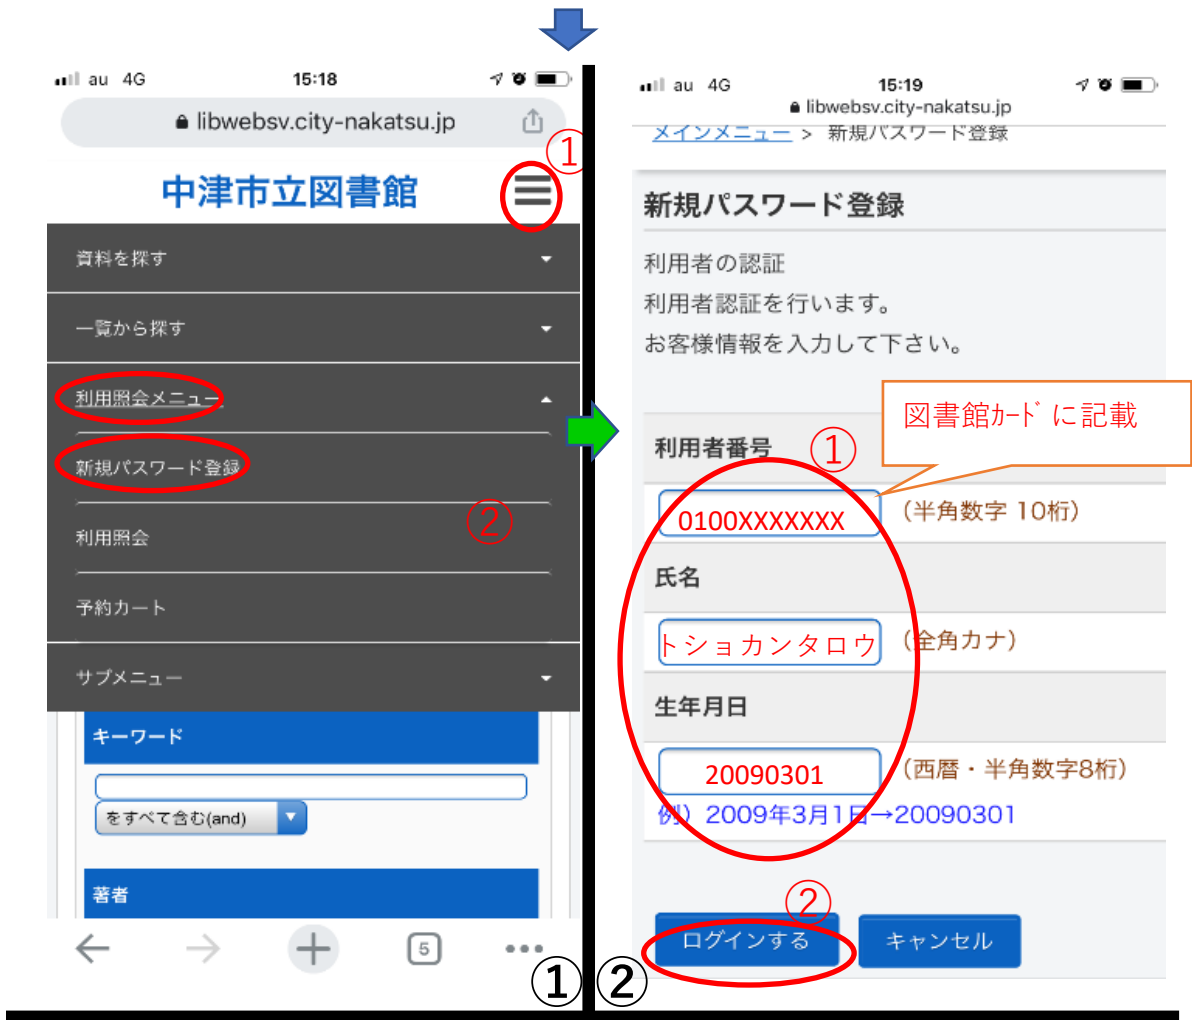 au 4G 15:18
libwebsv.city-nakatsu.jp
①
中津市立図書館
資料を探す
一覧から探す
利用照会メニュー
新規パスワード登録
②
利用照会
予約カート
サブメニュー
キーワード
をすべて含む(and)
著者
5
①
au 4G 15:19
libwebsv.city-nakatsu.jp
メインメニュー > 新規パスワード登録
新規パスワード登録
利用者の認証
利用者認証を行います。
お客様情報を入力して下さい。
図書館ｶｰﾄﾞに記載
利用者番号
①
0100XXXXXXX
（半角数字 10桁）
氏名
トショカンタロウ
（全角カナ）
生年月日
20090301
（西暦・半角数字8桁）
例）2009年3月1日→20090301
②
ログインする キャンセル
②